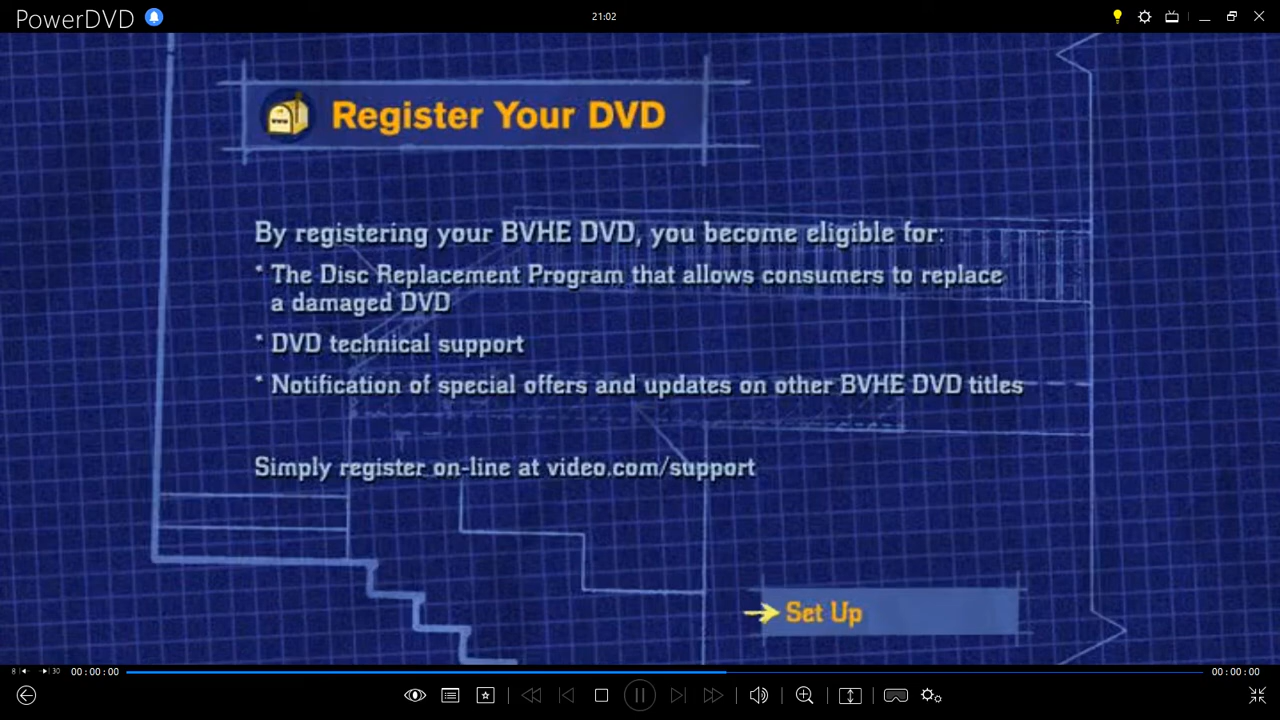 PowerDVD
21:02
Register Your DVD
By registering your BVHE DVD, you become eligible for:
* The Disc Replacement Program that allows consumers to replace
a damaged DVD
* DVD technical support
* Notification of special offers and updates on other BVHE DVD titles
Simply register on-line at video.com/support
Set Up
8 30 00:00:00 00:00:00